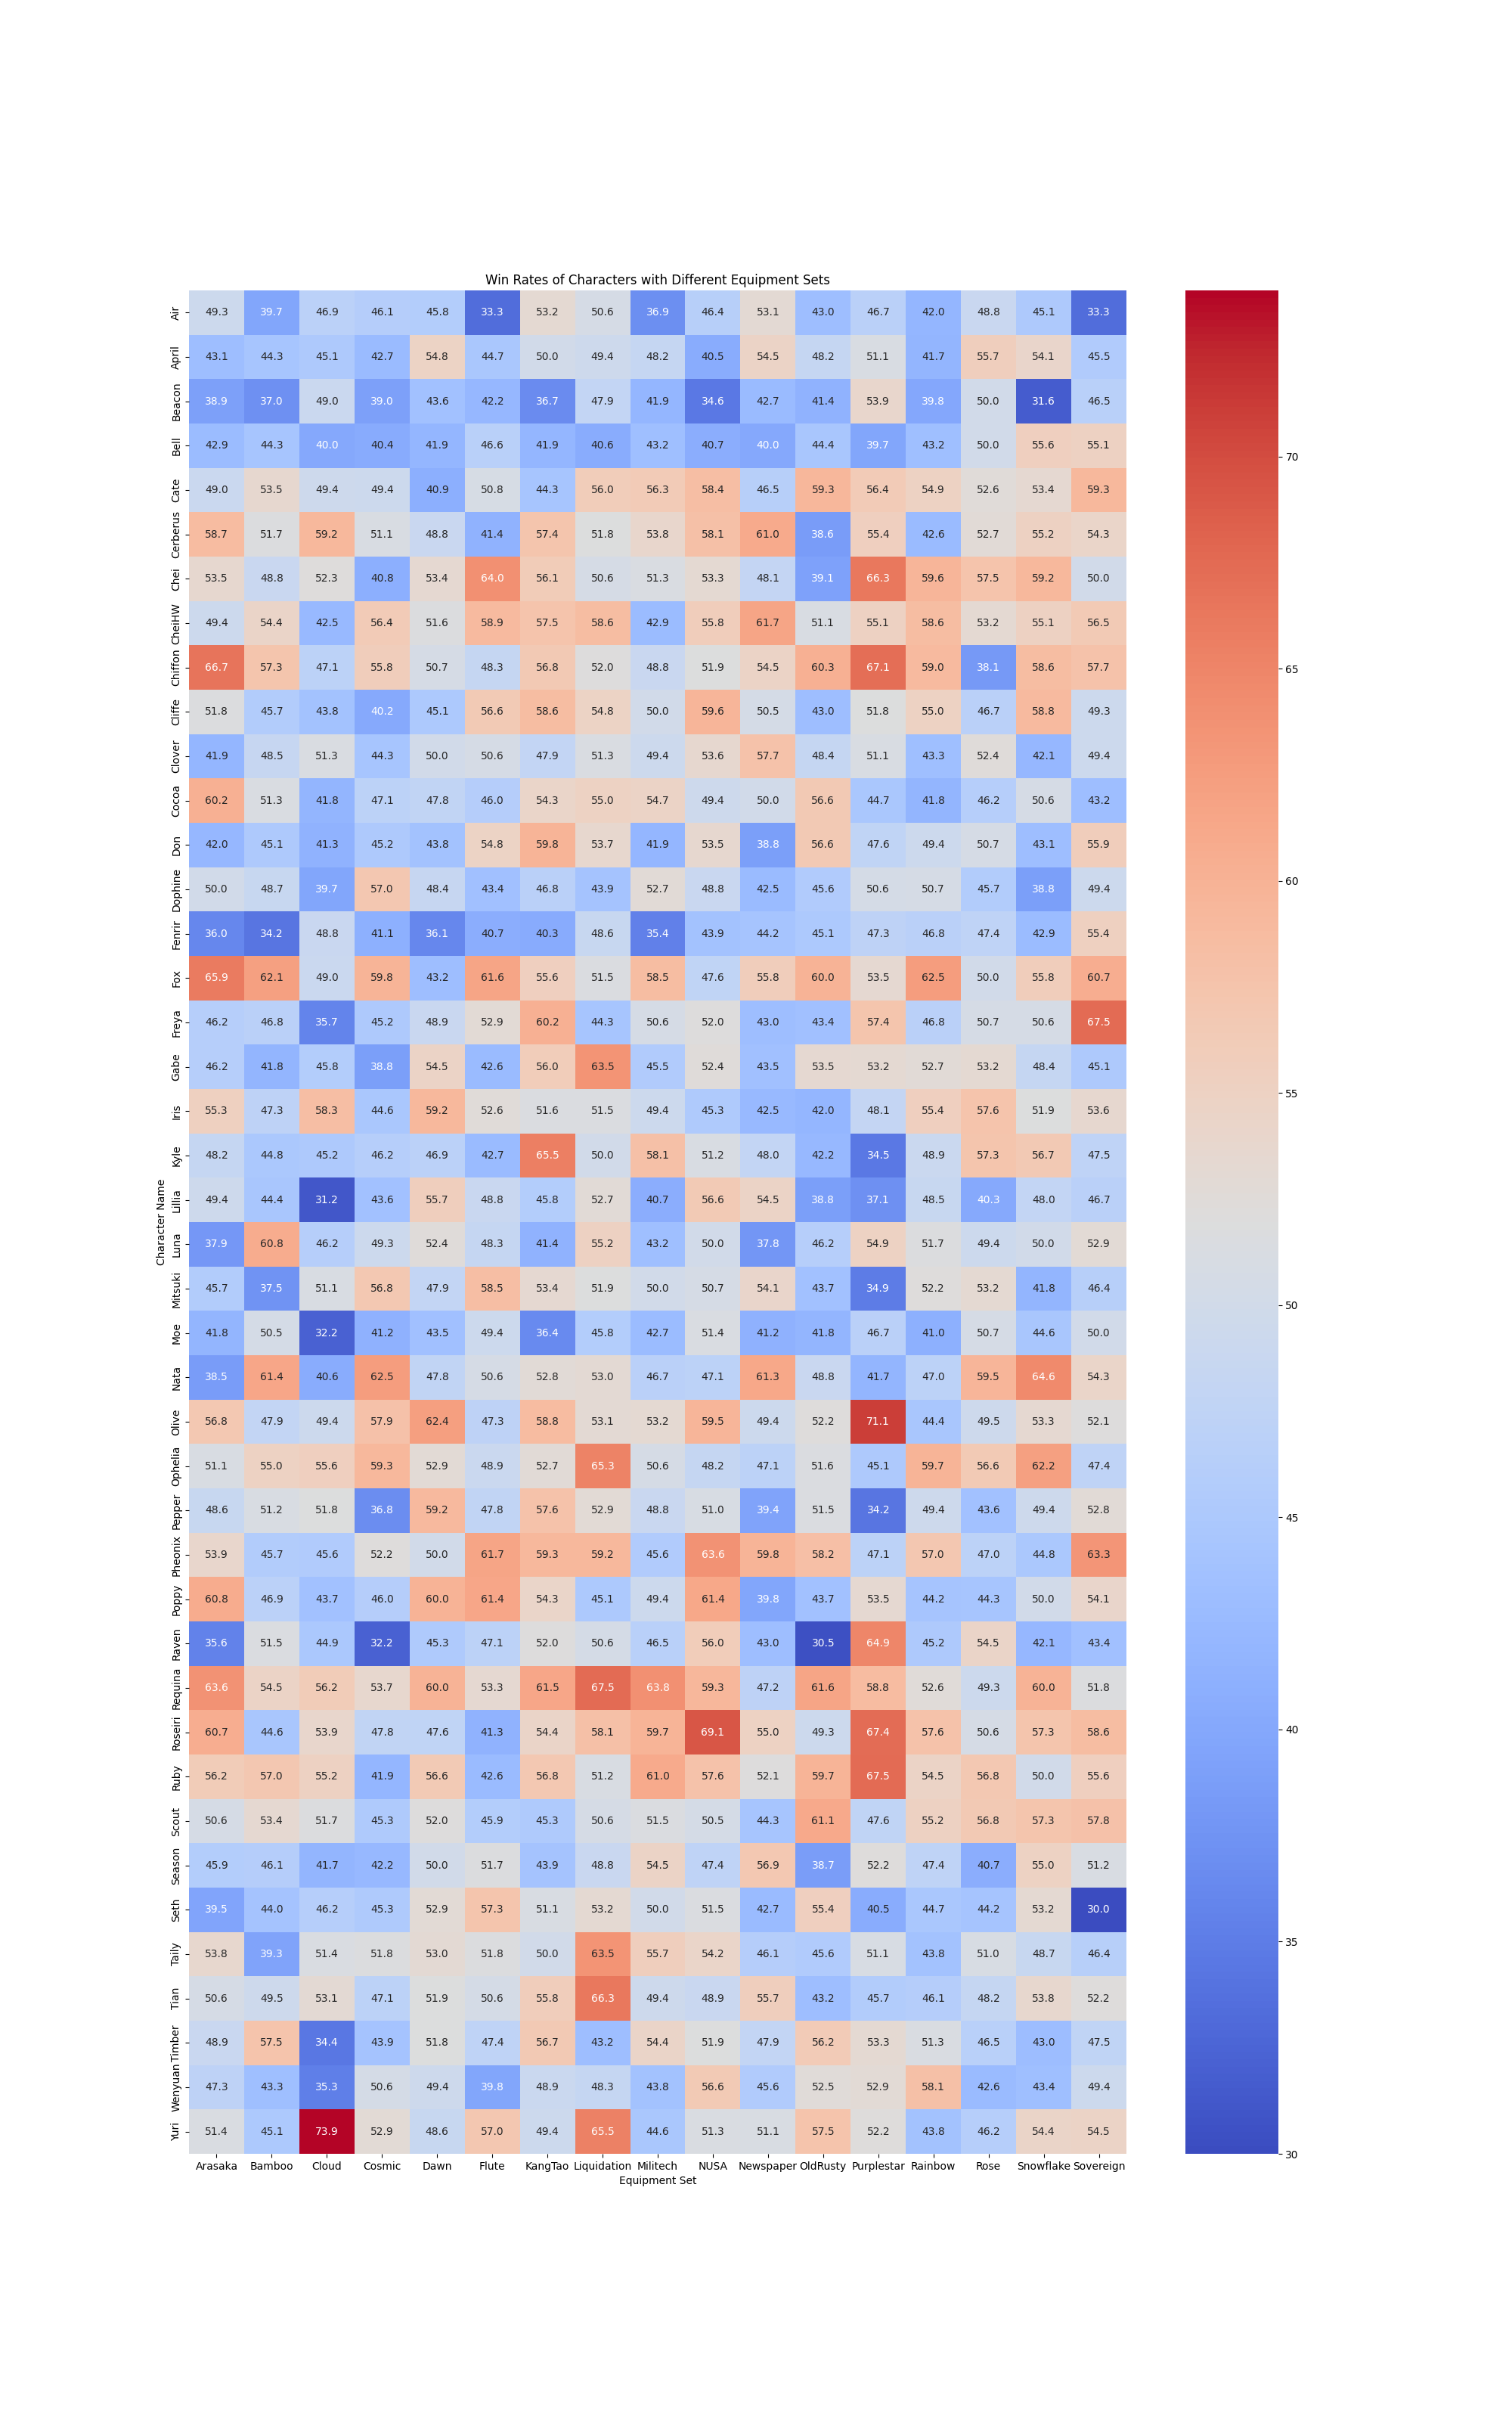 Win Rates of Characters with Different Equipment Sets
Air 49.3 39.7 46.9 46.1 45.8 33.3 53.2 50.6 36.9 46.4 53.1 43.0 46.7 42.0 48.8 45.1 33.3
April 43.1 44.3 45.1 42.7 54.8 44.7 50.0 49.4 48.2 40.5 54.5 48.2 51.1 41.7 55.7 54.1 45.5
Beacon 38.9 37.0 49.0 39.0 43.6 42.2 36.7 47.9 41.9 34.6 42.7 41.4 53.9 39.8 50.0 31.6 46.5
Bell 42.9 44.3 40.0 40.4 41.9 46.6 41.9 40.6 43.2 40.7 40.0 44.4 39.7 43.2 50.0 55.6 55.1
Cate 49.0 53.5 49.4 49.4 40.9 50.8 44.3 56.0 56.3 58.4 46.5 59.3 56.4 54.9 52.6 53.4 59.3
Cerberus 58.7 51.7 59.2 51.1 48.8 41.4 57.4 51.8 53.8 58.1 61.0 38.6 55.4 42.6 52.7 55.2 54.3
Chei 53.5 48.8 52.3 40.8 53.4 64.0 56.1 50.6 51.3 53.3 48.1 39.1 66.3 59.6 57.5 59.2 50.0
CheiHW 49.4 54.4 42.5 56.4 51.6 58.9 57.5 58.6 42.9 55.8 61.7 51.1 55.1 58.6 53.2 55.1 56.5
Chiffon 66.7 57.3 47.1 55.8 50.7 48.3 56.8 52.0 48.8 51.9 54.5 60.3 67.1 59.0 38.1 58.6 57.7
Cliffe 51.8 45.7 43.8 40.2 45.1 56.6 58.6 54.8 50.0 59.6 50.5 43.0 51.8 55.0 46.7 58.8 49.3
Clover 41.9 48.5 51.3 44.3 50.0 50.6 47.9 51.3 49.4 53.6 57.7 48.4 51.1 43.3 52.4 42.1 49.4
Cocoa 60.2 51.3 41.8 47.1 47.8 46.0 54.3 55.0 54.7 49.4 50.0 56.6 44.7 41.8 46.2 50.6 43.2
Don 42.0 45.1 41.3 45.2 43.8 54.8 59.8 53.7 41.9 53.5 38.8 56.6 47.6 49.4 50.7 43.1 55.9
Dophine 50.0 48.7 39.7 57.0 48.4 43.4 46.8 43.9 52.7 48.8 42.5 45.6 50.6 50.7 45.7 38.8 49.4
Fenrir 36.0 34.2 48.8 41.1 36.1 40.7 40.3 48.6 35.4 43.9 44.2 45.1 47.3 46.8 47.4 42.9 55.4
Fox 65.9 62.1 49.0 59.8 43.2 61.6 55.6 51.5 58.5 47.6 55.8 60.0 53.5 62.5 50.0 55.8 60.7
Freya 46.2 46.8 35.7 45.2 48.9 52.9 60.2 44.3 50.6 52.0 43.0 43.4 57.4 46.8 50.7 50.6 67.5
Gabe 46.2 41.8 45.8 38.8 54.5 42.6 56.0 63.5 45.5 52.4 43.5 53.5 53.2 52.7 53.2 48.4 45.1
Iris 55.3 47.3 58.3 44.6 59.2 52.6 51.6 51.5 49.4 45.3 42.5 42.0 48.1 55.4 57.6 51.9 53.6
Kyle 48.2 44.8 45.2 46.2 46.9 42.7 65.5 50.0 58.1 51.2 48.0 42.2 34.5 48.9 57.3 56.7 47.5
Lillia 49.4 44.4 31.2 43.6 55.7 48.8 45.8 52.7 40.7 56.6 54.5 38.8 37.1 48.5 40.3 48.0 46.7
Luna 37.9 60.8 46.2 49.3 52.4 48.3 41.4 55.2 43.2 50.0 37.8 46.2 54.9 51.7 49.4 50.0 52.9
Mitsuki 45.7 37.5 51.1 56.8 47.9 58.5 53.4 51.9 50.0 50.7 54.1 43.7 34.9 52.2 53.2 41.8 46.4
Moe 41.8 50.5 32.2 41.2 43.5 49.4 36.4 45.8 42.7 51.4 41.2 41.8 46.7 41.0 50.7 44.6 50.0
Nata 38.5 61.4 40.6 62.5 47.8 50.6 52.8 53.0 46.7 47.1 61.3 48.8 41.7 47.0 59.5 64.6 54.3
Olive 56.8 47.9 49.4 57.9 62.4 47.3 58.8 53.1 53.2 59.5 49.4 52.2 71.1 44.4 49.5 53.3 52.1
Ophelia 51.1 55.0 55.6 59.3 52.9 48.9 52.7 65.3 50.6 48.2 47.1 51.6 45.1 59.7 56.6 62.2 47.4
Pepper 48.6 51.2 51.8 36.8 59.2 47.8 57.6 52.9 48.8 51.0 39.4 51.5 34.2 49.4 43.6 49.4 52.8
Pheonix 53.9 45.7 45.6 52.2 50.0 61.7 59.3 59.2 45.6 63.6 59.8 58.2 47.1 57.0 47.0 44.8 63.3
Poppy 60.8 46.9 43.7 46.0 60.0 61.4 54.3 45.1 49.4 61.4 39.8 43.7 53.5 44.2 44.3 50.0 54.1
Raven 35.6 51.5 44.9 32.2 45.3 47.1 52.0 50.6 46.5 56.0 43.0 30.5 64.9 45.2 54.5 42.1 43.4
Requina 63.6 54.5 56.2 53.7 60.0 53.3 61.5 67.5 63.8 59.3 47.2 61.6 58.8 52.6 49.3 60.0 51.8
Roseiri 60.7 44.6 53.9 47.8 47.6 41.3 54.4 58.1 59.7 69.1 55.0 49.3 67.4 57.6 50.6 57.3 58.6
Ruby 56.2 57.0 55.2 41.9 56.6 42.6 56.8 51.2 61.0 57.6 52.1 59.7 67.5 54.5 56.8 50.0 55.6
Scout 50.6 53.4 51.7 45.3 52.0 45.9 45.3 50.6 51.5 50.5 44.3 61.1 47.6 55.2 56.8 57.3 57.8
Season 45.9 46.1 41.7 42.2 50.0 51.7 43.9 48.8 54.5 47.4 56.9 38.7 52.2 47.4 40.7 55.0 51.2
Seth 39.5 44.0 46.2 45.3 52.9 57.3 51.1 53.2 50.0 51.5 42.7 55.4 40.5 44.7 44.2 53.2 30.0
Taily 53.8 39.3 51.4 51.8 53.0 51.8 50.0 63.5 55.7 54.2 46.1 45.6 51.1 43.8 51.0 48.7 46.4
Tian 50.6 49.5 53.1 47.1 51.9 50.6 55.8 66.3 49.4 48.9 55.7 43.2 45.7 46.1 48.2 53.8 52.2
Timber 48.9 57.5 34.4 43.9 51.8 47.4 56.7 43.2 54.4 51.9 47.9 56.2 53.3 51.3 46.5 43.0 47.5
Wenyuan 47.3 43.3 35.3 50.6 49.4 39.8 48.9 48.3 43.8 56.6 45.6 52.5 52.9 58.1 42.6 43.4 49.4
Yuri 51.4 45.1 73.9 52.9 48.6 57.0 49.4 65.5 44.6 51.3 51.1 57.5 52.2 43.8 46.2 54.4 54.5
Arasaka Bamboo Cloud Cosmic Dawn Flute KangTao Liquidation Militech NUSA Newspaper OldRusty Purplestar Rainbow Rose Snowflake Sovereign
Equipment Set
Character Name
70
65
60
55
50
45
40
35
30